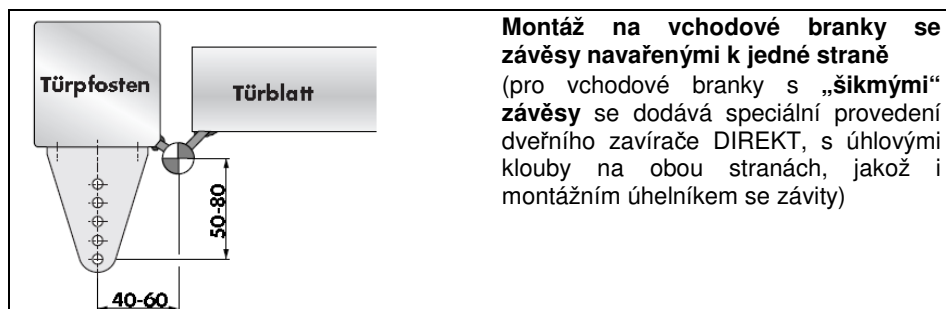 Türpfosten
Türblatt
50-80
40-60
Montáž na vchodové branky se
závěsy navařenými k jedné straně
(pro vchodové branky s „šikmými“
závěsy se dodává speciální provedení
dveřního zavírače DIREKT, s úhlovými
klouby na obou stranách, jakož i
montážním úhelníkem se závity)